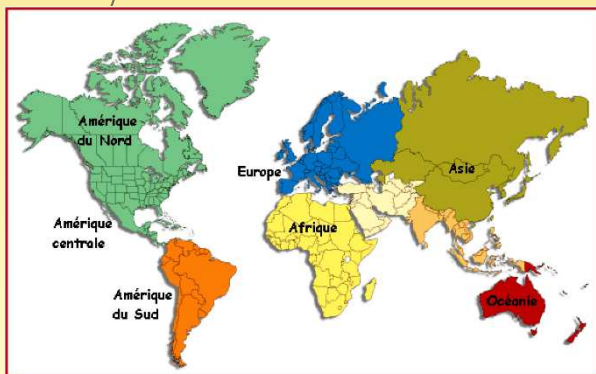 Amérique
du Nord
Europe
Asie
Amérique
centrale
Afrique
Amérique
du Sud
Océanie